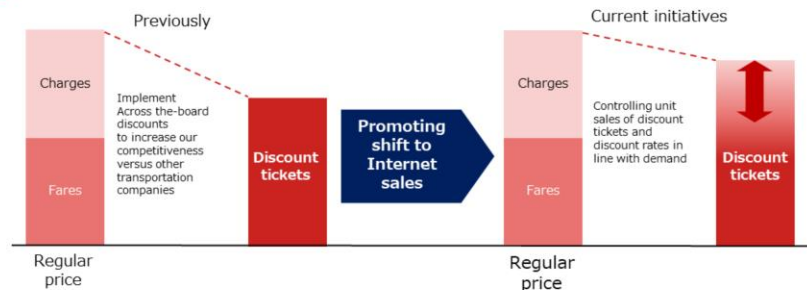 Previously
Charges
Fares
Regular
price
Implement
Across the-board
discounts
to increase our
competitiveness
versus other
transportation
companies
Discount
tickets
Promoting
shift to
Internet
sales
Current initiatives
Charges
Fares
Regular
price
Controlling unit
sales of discount
tickets and
discount rates in
line with demand
Discount
tickets